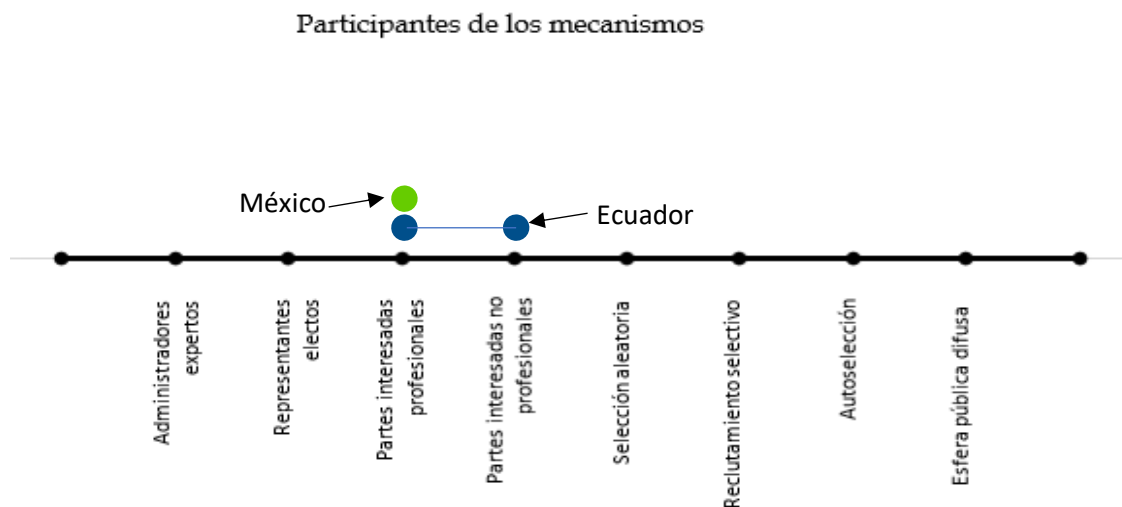 Participantes de los mecanismos
México
Ecuador
Administradores
expertos
Representantes
electos
Partes interesadas
profesionales
Partes interesadas no
profesionales
Selección aleatoria
Reclutamiento selectivo
Autoselección
Esfera pública difusa